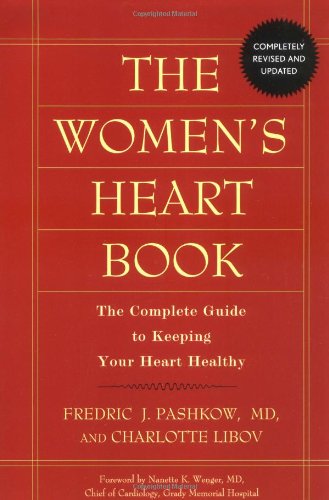 COMPLETELY
REVISED AND
UPDATED
THE
WOMEN'S
HEART
BOOK
The Complete Guide
to Keeping
Your Heart Healthy
FREDRIC J. PASHKOW, MD,
AND CHARLOTTE LIBOV
Foreword by Nanette K. Wenger, MD,
Chief of Cardiology, Grady Memorial Hospital